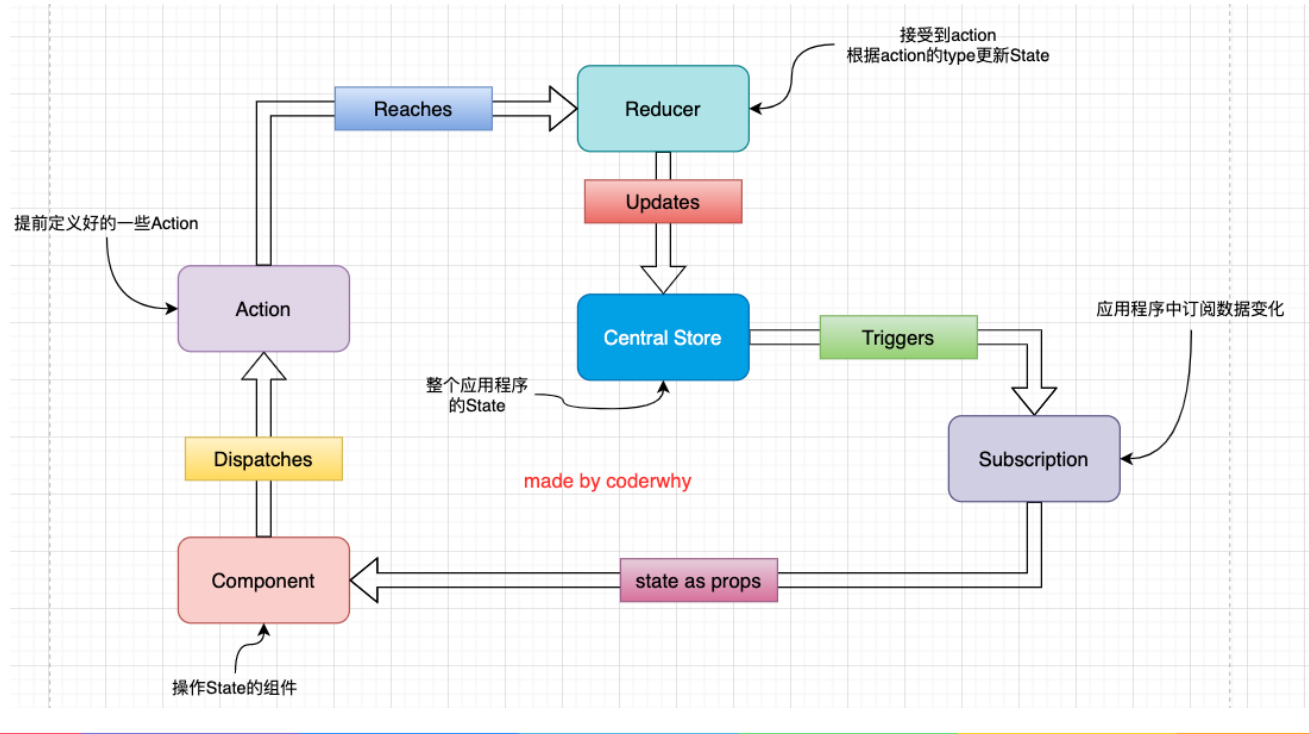 接受到action
根据action的type更新State
Reaches
Reducer
Updates
提前定义好的一些Action
Action
Central Store
Triggers
应用程序中订阅数据变化
整个应用程序
的State
Dispatches
made by coderwhy
Subscription
Component
state as props
操作State的组件